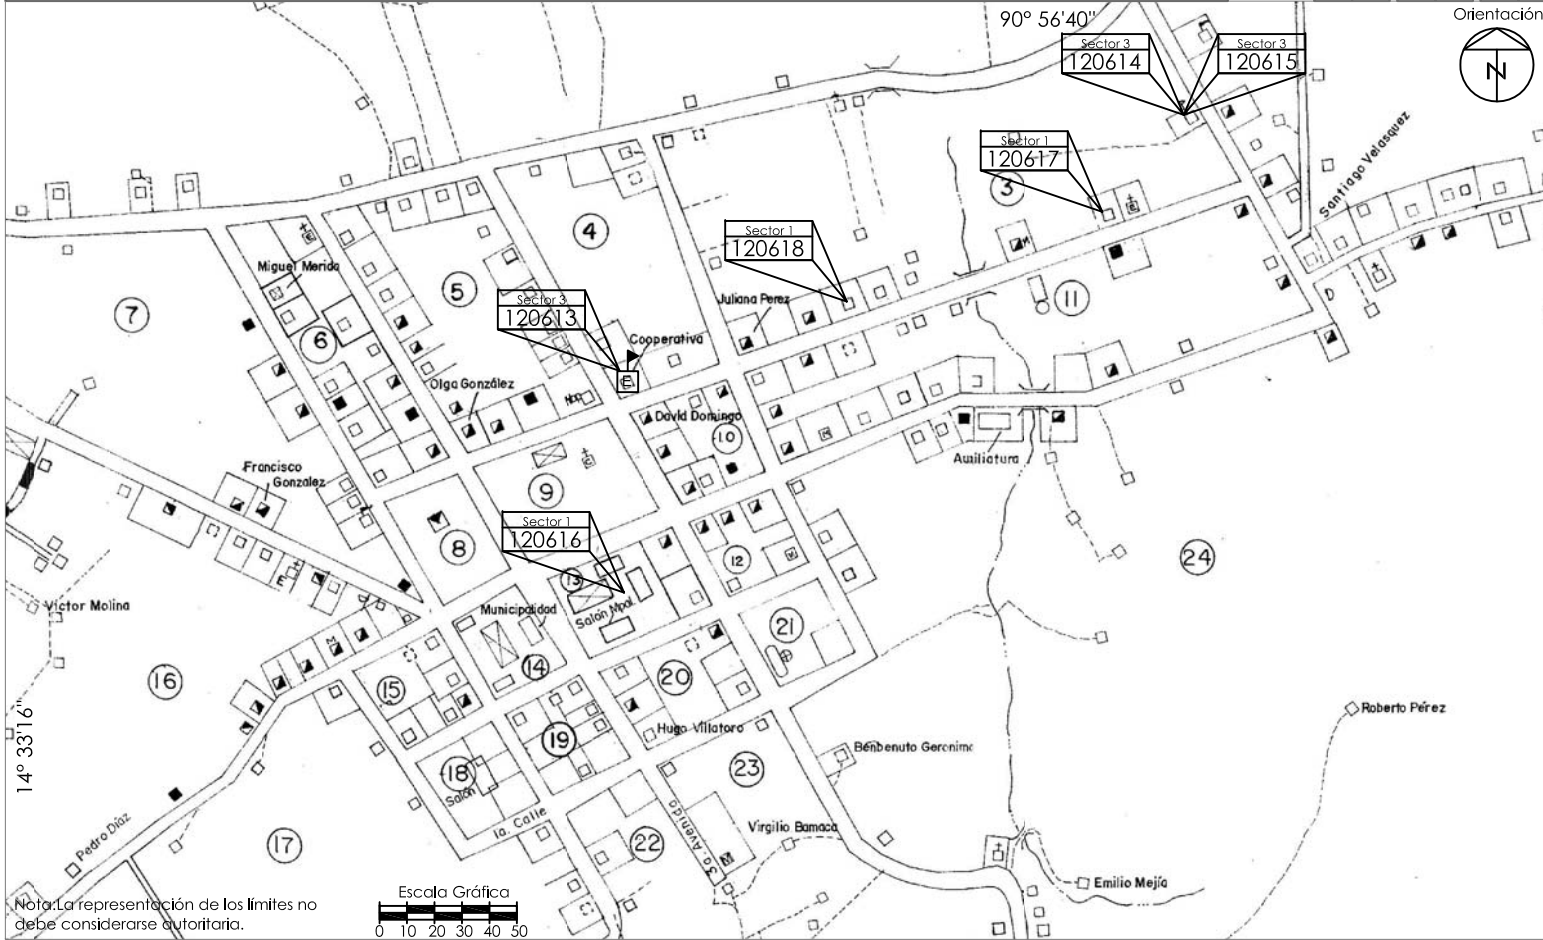 90° 56'40"
Orientación
N
Sector 3
120614
Sector 3
120615
Sector 1
120617
3
Santiago Velasquez
4
Sector 1
120618
Miguel Merida
5
Juliana Perez
11
7
Sector 3
120613
6
Cooperativa
Olga González
David Domingo
10
Francisco
Gonzalez
9
Auxiliatura
8
Sector 1
120616
12
24
13
Victor Molina
Municipalidad
Salón Mpal.
21
14
16
15
20
Roberto Pérez
14° 33'16"
Hugo Villatoro
19
Benbenuto Geronimo
18
Salón
23
1a. Calle
Pedro Díaz
3a. Avenida
Virgilio Bamaca
17
22
M
Emilio Mejía
Escala Gráfica
0 10 20 30 40 50
Nota:La representación de los límites no
debe considerarse autoritaria.